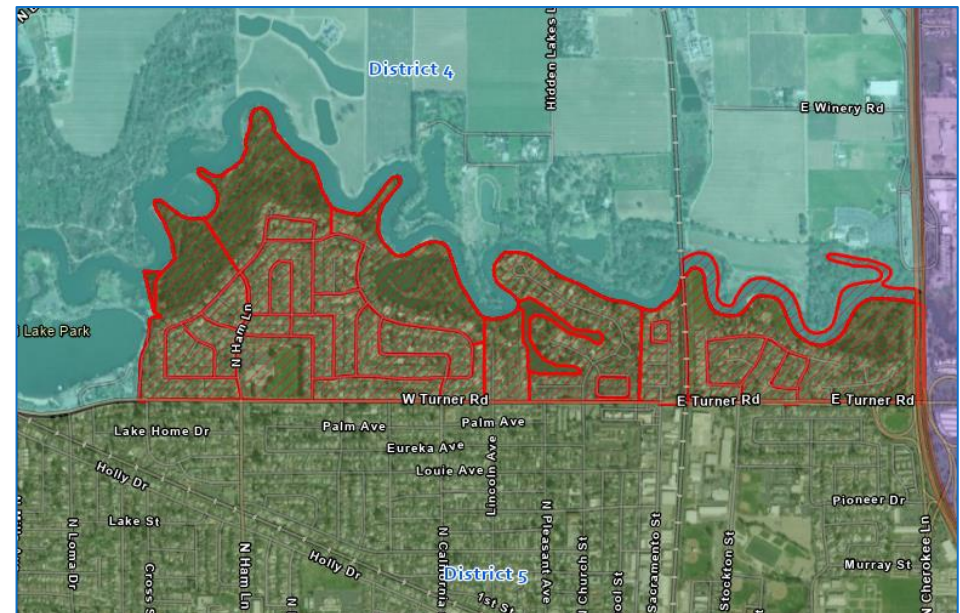 District 4
Hidden Lakes L
E Winery Rd
l Lake Park
N Ham Ln
W Turner Rd
E Turner Rd
E Turner Rd
Lake Home Dr
Palm Ave
Palm Ave
Eureka Ave
Louie Ave
Lincoln Ave
Holly Dr
Lake St
N Loma Dr
Cross S
N Ham Ln
Holly Dr
N California
District 5
1st St
N Pleasant Ave
N Church St
ool St
Sacramento St
Stockton St
Pioneer Dr
Murray St
N Cherokee Ln